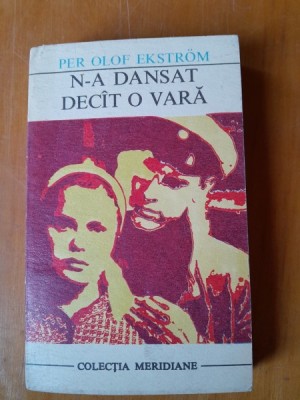 PER OLOF EKSTRÖM
N-A DANSAT
DECÎT O VARĂ
COLECȚIA MERIDIANE